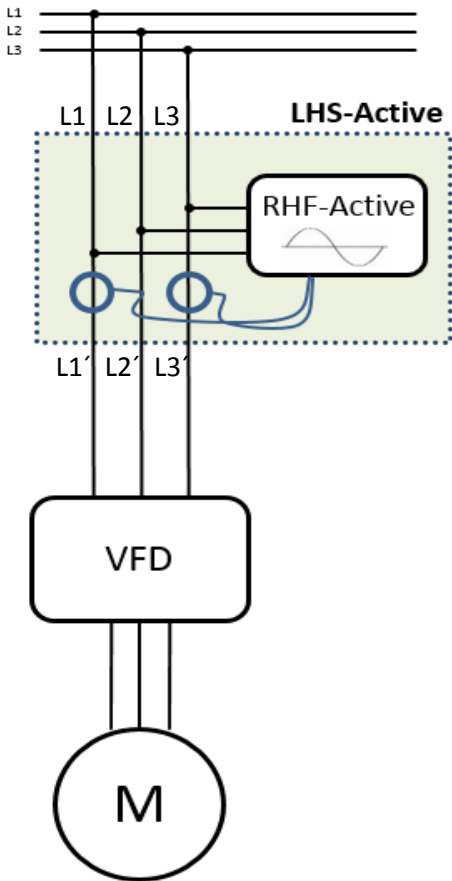 L1
L2
L3
L1 L2 L3
LHS-Active
RHF-Active
L1´ L2´ L3´
VFD
M